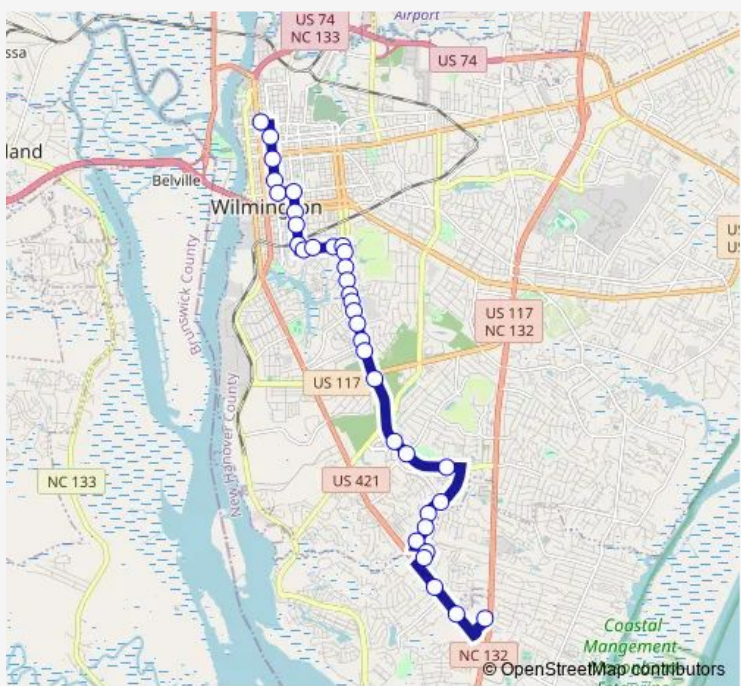 Airport
US 74
NC 133
US 74
ssa
land
Belville
Wilmington
Brunswick County
New Hanover County
US 117
NC 132
US 117
US 421
NC 133
Coastal
Mangement-
NC 132
© OpenStreetMap contributors